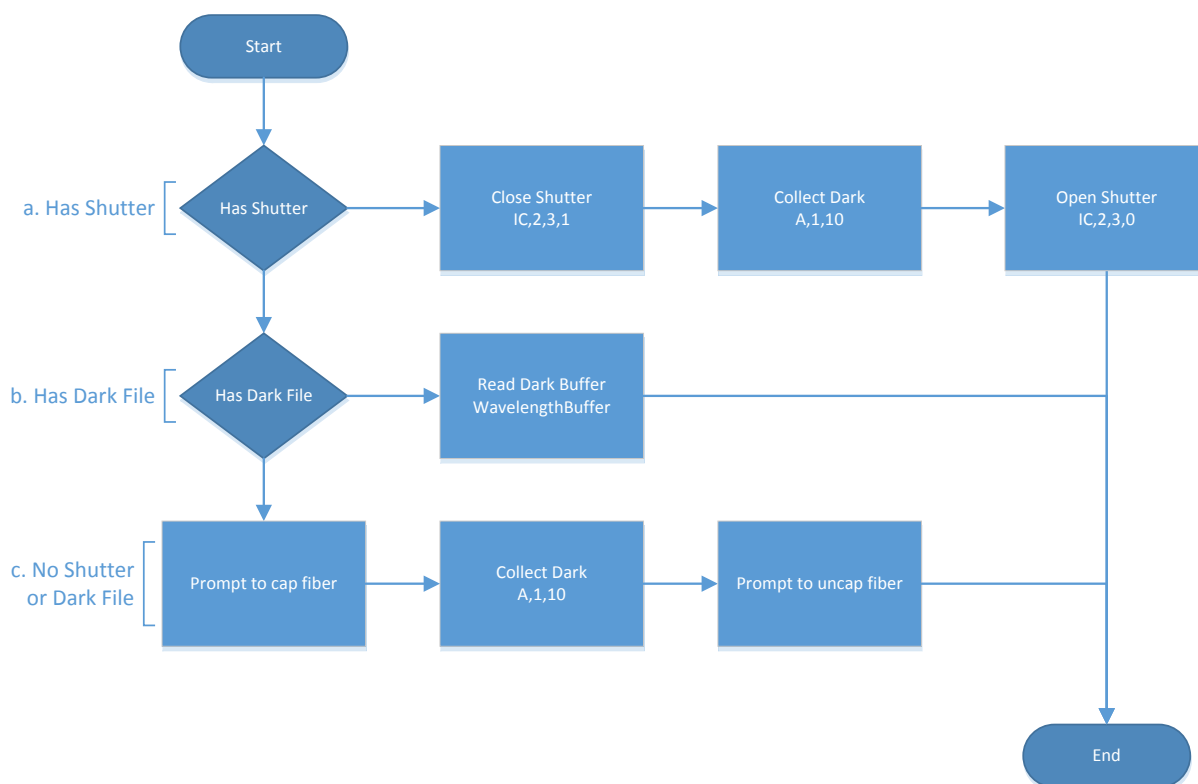 Start
a. Has Shutter
Has Shutter
Close Shutter
IC,2,3,1
Collect Dark
A,1,10
Open Shutter
IC,2,3,0
b. Has Dark File
Has Dark File
Read Dark Buffer
WavelengthBuffer
c. No Shutter
or Dark File
Prompt to cap fiber
Collect Dark
A,1,10
Prompt to uncap fiber
End